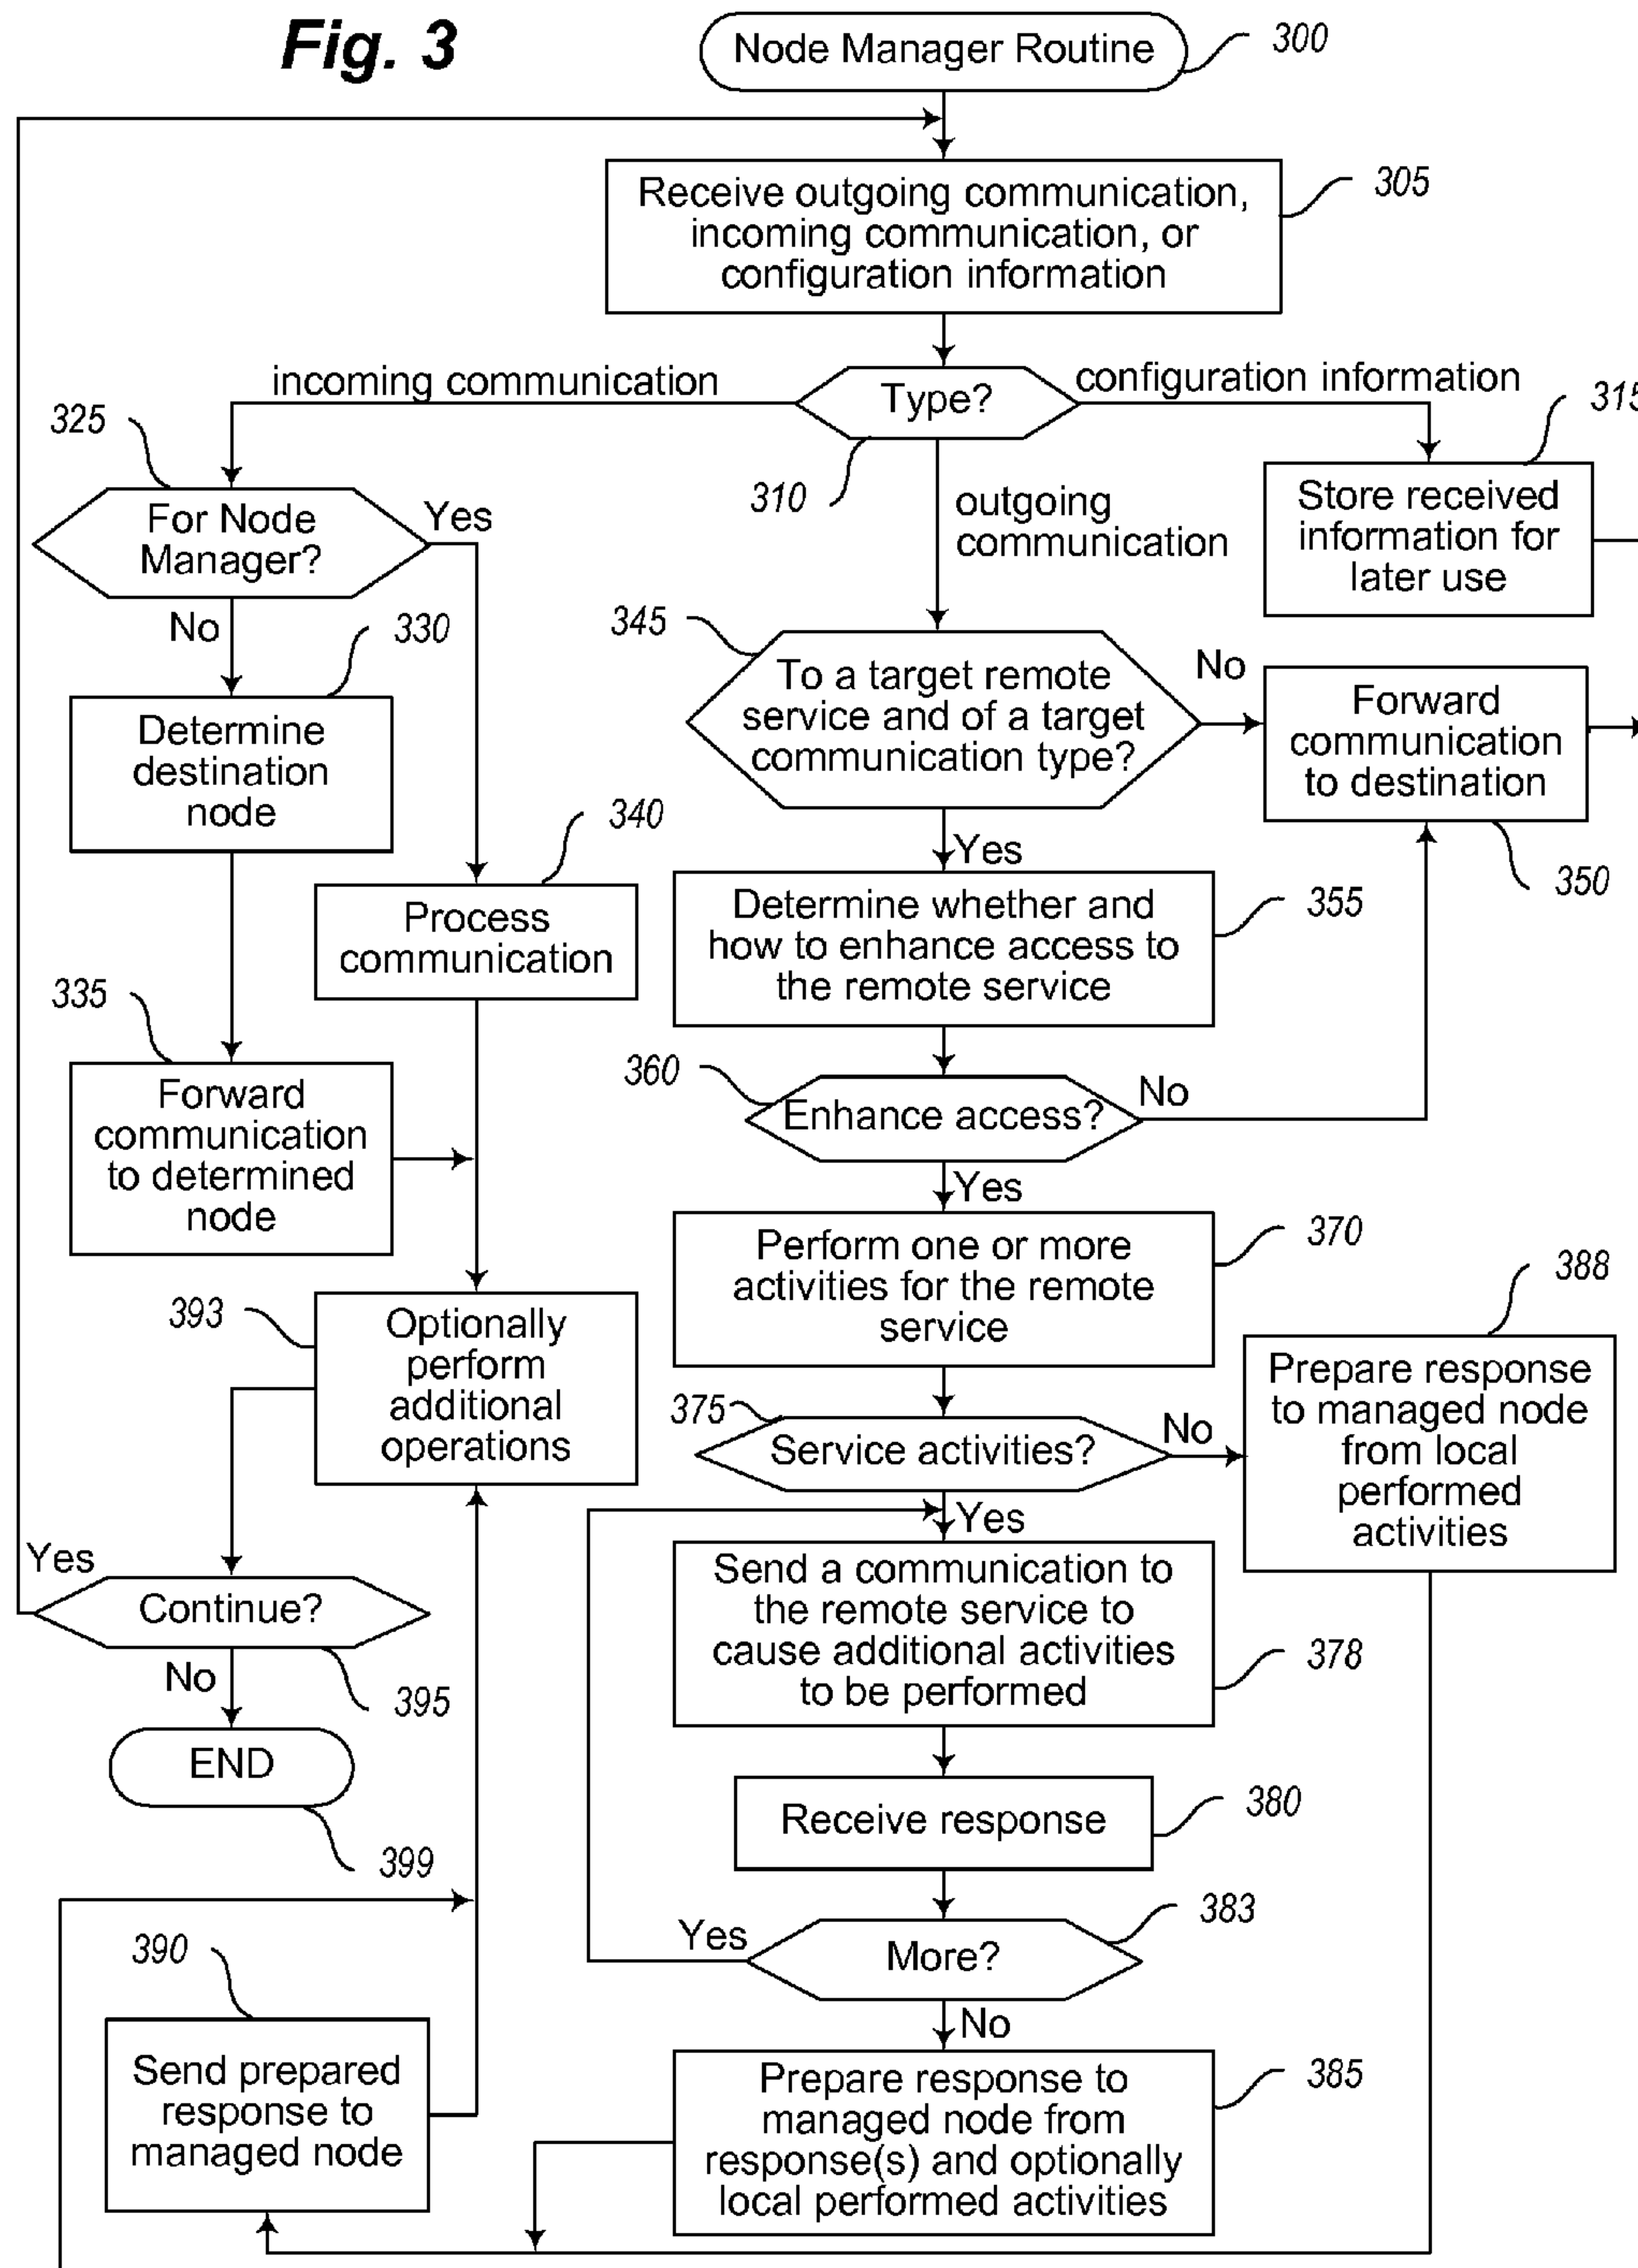 Fig. 3
Node Manager Routine
300
Receive outgoing communication,
incoming communication, or
configuration information
305
incoming communication
Type?
configuration information
310
315
325
For Node
Manager?
Yes
No
outgoing
communication
Store received
information for
later use
330
Determine
destination
node
345
To a target remote
service and of a target
communication type?
No
Forward
communication
to destination
350
Yes
340
Process
communication
Determine whether and
how to enhance access to
the remote service
355
335
Forward
communication
to determined
node
360
Enhance access?
No
Yes
Perform one or more
activities for the remote
service
370
388
393
Optionally
perform
additional
operations
375
Service activities?
No
Prepare response
to managed node
from local
performed
activities
Yes
Yes
Continue?
No
395
Send a communication to
the remote service to
cause additional activities
to be performed
378
END
399
Receive response
380
Yes
More?
383
No
390
Send prepared
response to
managed node
Prepare response to
managed node from
response(s) and optionally
local performed activities
385